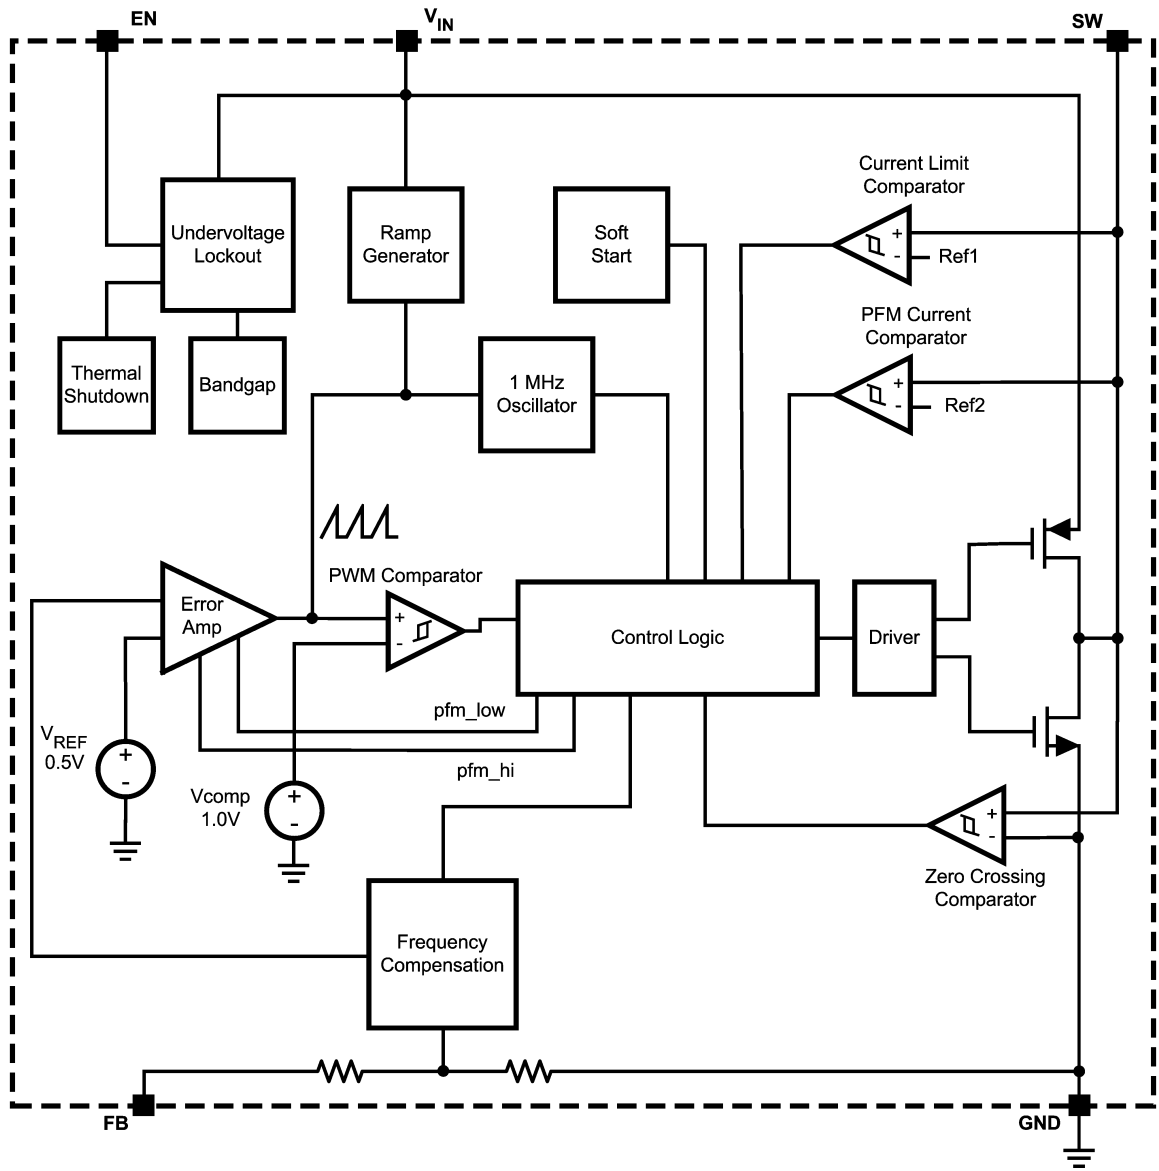 EN
VIN
SW
Current Limit
Comparator
Undervoltage
Lockout
Ramp
Generator
Soft
Start
+
-
Ref1
PFM Current
Comparator
Thermal
Shutdown
Bandgap
1 MHz
Oscillator
+
-
Ref2
PWM Comparator
Error
Amp
+
-
Control Logic
Driver
pfm_low
VREF
0.5V
+
-
pfm_hi
Vcomp
1.0V
+
-
+
-
Zero Crossing
Comparator
Frequency
Compensation
FB
GND